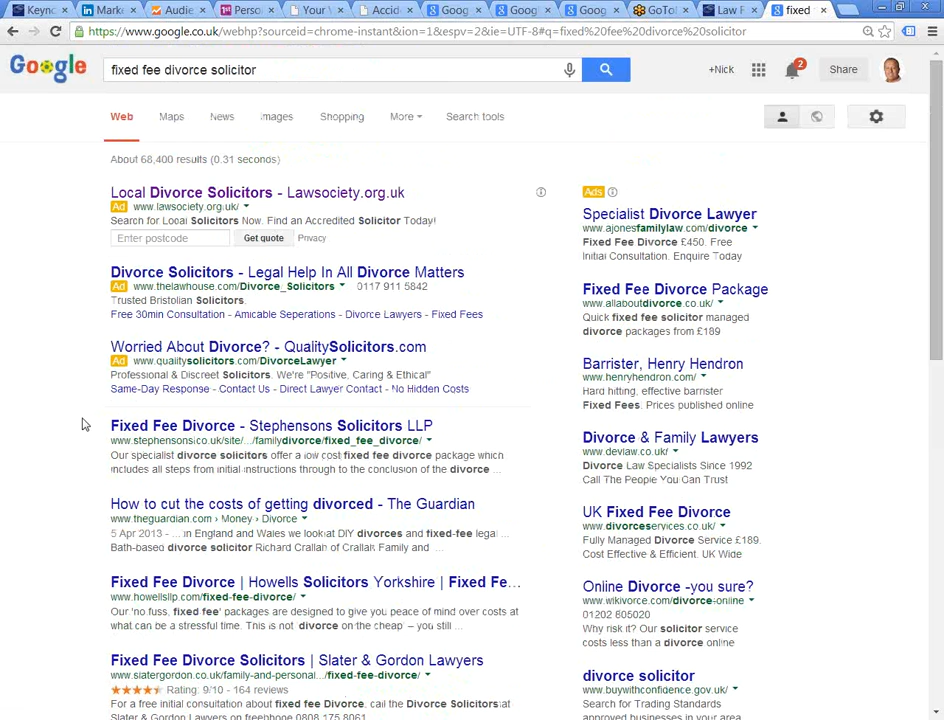 Keync
Marke
Audie
Person
Your V
Accid
Goog
Goog
Goog
GoToM
Law F
fixed
https://www.google.co.uk/webhp?sourceid=chrome-instant&ion=1&espv=2&ie=UTF-8#q=fixed%20fee%20divorce%20solicitor
Google
fixed fee divorce solicitor
+Nick
2
Share
Web
Maps
News
Images
Shopping
More
Search tools
About 68,400 results (0.31 seconds)
Local Divorce Solicitors - Lawsociety.org.uk
Ad www.lawsociety.org.uk/
Search for Local Solicitors Now. Find an Accredited Solicitor Today!
Enter postcode Get quote Privacy
Divorce Solicitors - Legal Help In All Divorce Matters
Ad www.thelawhouse.com/Divorce_Solicitors 0117 911 5842
Trusted Bristolian Solicitors.
Free 30min Consultation - Amicable Seperations - Divorce Lawyers - Fixed Fees
Worried About Divorce? - QualitySolicitors.com
Ad www.qualitysolicitors.com/DivorceLawyer
Professional & Discreet Solicitors. We're "Positive, Caring & Ethical"
Same-Day Response - Contact Us - Direct Lawyer Contact - No Hidden Costs
Fixed Fee Divorce - Stephensons Solicitors LLP
www.stephensons.co.uk/site/.../familydivorce/fixed_fee_divorce/
Our specialist divorce solicitors offer a low cost fixed fee divorce package which
includes all steps from initial instructions through to the conclusion of the divorce ...
How to cut the costs of getting divorced - The Guardian
www.theguardian.com › Money › Divorce
5 Apr 2013 - ... in England and Wales we look at DIY divorces and fixed-fee legal ...
Bath-based divorce solicitor Richard Crallan of Crallan Family and ...
Fixed Fee Divorce | Howells Solicitors Yorkshire | Fixed Fe...
www.howellsllp.com/fixed-fee-divorce/
Our 'no fuss, fixed fee' packages are designed to give you peace of mind over costs at
what can be a stressful time. This is not 'divorce on the cheap' – you still ...
Fixed Fee Divorce Solicitors | Slater & Gordon Lawyers
www.slatergordon.co.uk/family-and-personal.../fixed-fee-divorce/
Rating: 9/10 - 164 reviews
For a free initial consultation about fixed fee Divorce, call the Divorce Solicitors at
Slater & Gordon Lawyers on freephone 0808 175 8061
Ads
Specialist Divorce Lawyer
www.ajonesfamilylaw.com/divorce
Fixed Fee Divorce £450. Free
Initial Consultation. Enquire Today
Fixed Fee Divorce Package
www.allaboutdivorce.co.uk/
Quick fixed fee solicitor managed
divorce packages from £189
Barrister, Henry Hendron
www.henryhendron.com/
Hard hitting, effective barrister
Fixed Fees. Prices published online
Divorce & Family Lawyers
www.devlaw.co.uk/
Divorce Law Specialists Since 1992
Call The People You Can Trust
UK Fixed Fee Divorce
www.divorceservices.co.uk/
Fully Managed Divorce Service £189.
Cost Effective & Efficient. UK Wide
Online Divorce -you sure?
www.wikivorce.com/divorce-online
01202 805020
Why risk it? Our solicitor service
costs less than a divorce online
divorce solicitor
www.buywithconfidence.gov.uk/
Search for Trading Standards
approved businesses in your area